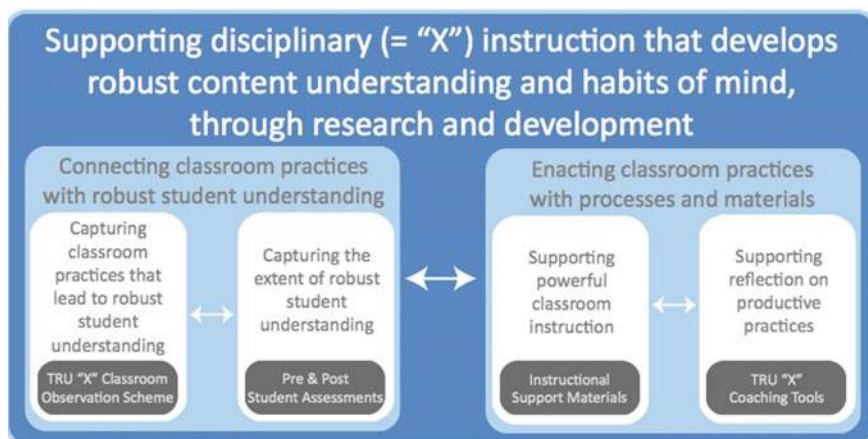 Supporting disciplinary (= “X”) instruction that develops
robust content understanding and habits of mind,
through research and development
Connecting classroom practices
with robust student understanding
Capturing
classroom
practices that
lead to robust
student
understanding
TRU “X” Classroom
Observation Scheme
Capturing the
extent of robust
student
understanding
Pre & Post
Student Assessments
Enacting classroom practices
with processes and materials
Supporting
powerful
classroom
instruction
Instructional
Support Materials
Supporting
reflection on
productive
practices
TRU “X”
Coaching Tools